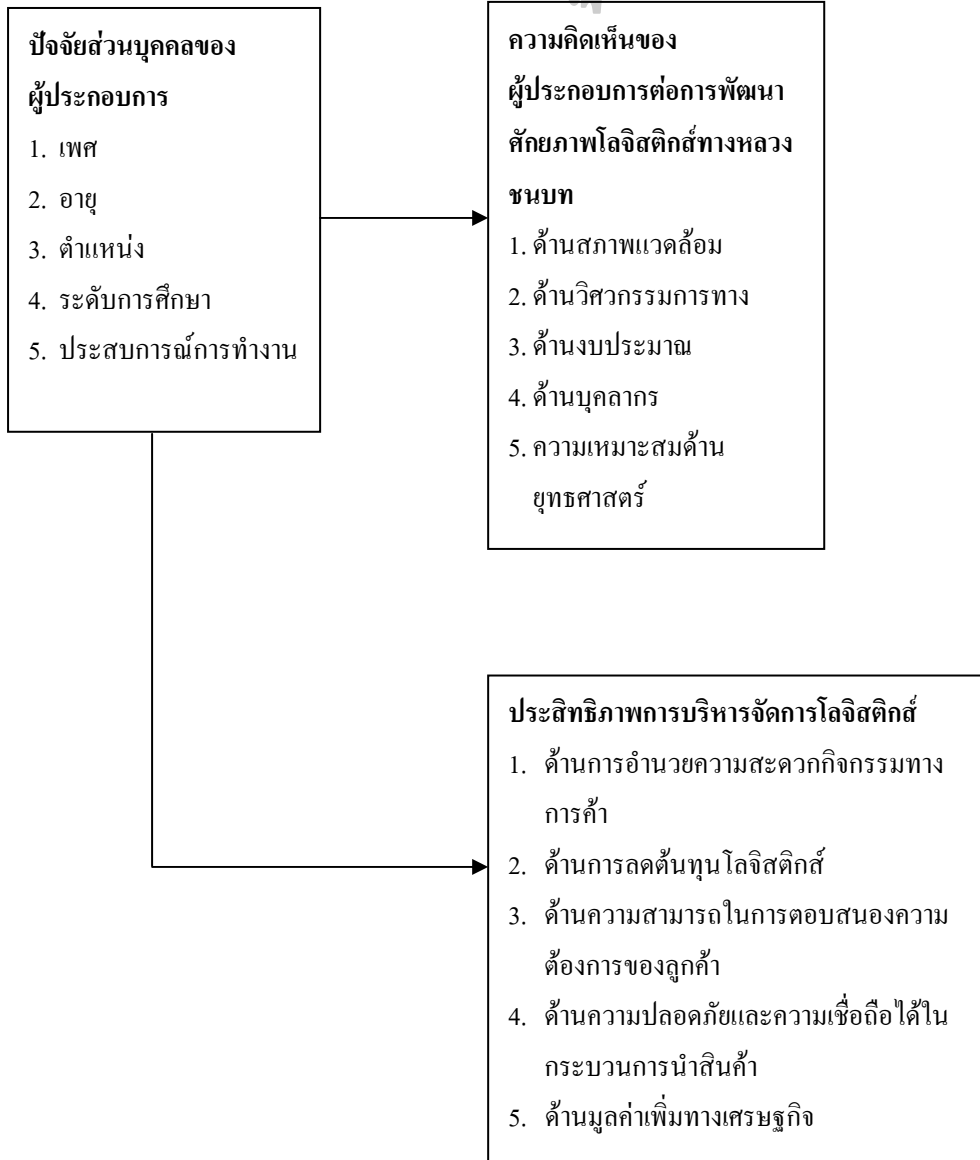 ปัจจัยส่วนบุคคลของ
ผู้ประกอบการ
1. เพศ
2. อายุ
3. ตำแหน่ง
4. ระดับการศึกษา
5. ประสบการณ์การทำงาน
ความคิดเห็นของ
ผู้ประกอบการต่อการพัฒนา
ศักยภาพโลจิสติกส์ทางหลวง
ชนบท
1. ด้านสภาพแวดล้อม
2. ด้านวิศวกรรมการทาง
3. ด้านงบประมาณ
4. ด้านบุคลากร
5. ความเหมาะสมด้าน
ยุทธศาสตร์
ประสิทธิภาพการบริหารจัดการโลจิสติกส์
1. ด้านการอำนวยความสะดวกกิจกรรมทาง
การค้า
2. ด้านการลดต้นทุนโลจิสติกส์
3. ด้านความสามารถในการตอบสนองความ
ต้องการของลูกค้า
4. ด้านความปลอดภัยและความเชื่อถือได้ใน
กระบวนการนำสินค้า
5. ด้านมูลค่าเพิ่มทางเศรษฐกิจ